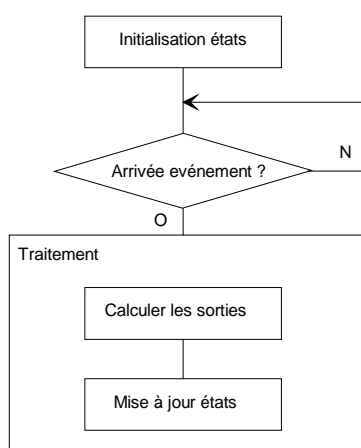 Initialisation états
Arrivée evénement ?
N
O
Traitement
Calculer les sorties
Mise à jour états